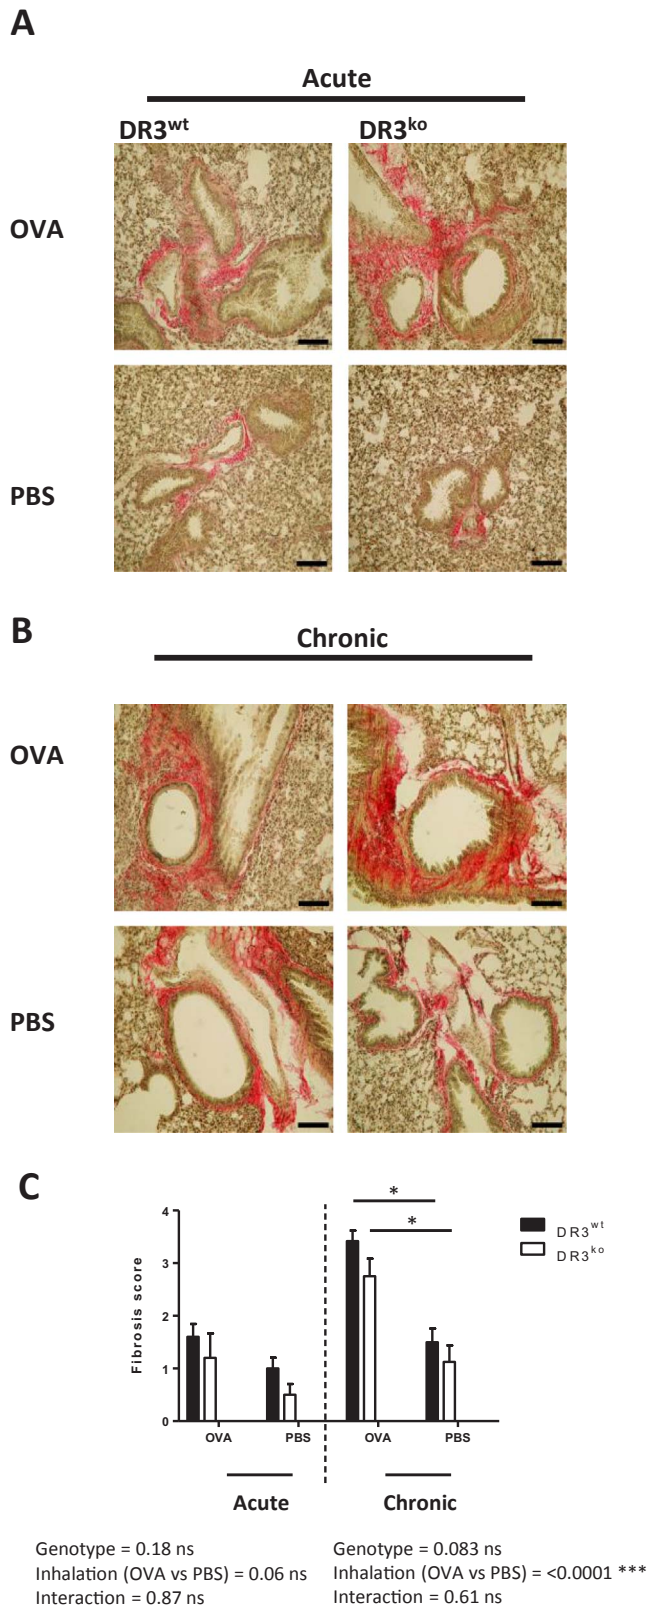 A
Acute
DR3wt
DR3ko
OVA
PBS
B
Chronic
OVA
PBS
C
4
3
2
1
0
Fibrosis score
*
*
DR3wt
DR3ko
OVA
PBS
OVA
PBS
Acute
Chronic
Genotype = 0.18 ns
Inhalation (OVA vs PBS) = 0.06 ns
Interaction = 0.87 ns
Genotype = 0.083 ns
Inhalation (OVA vs PBS) = <0.0001 ***
Interaction = 0.61 ns